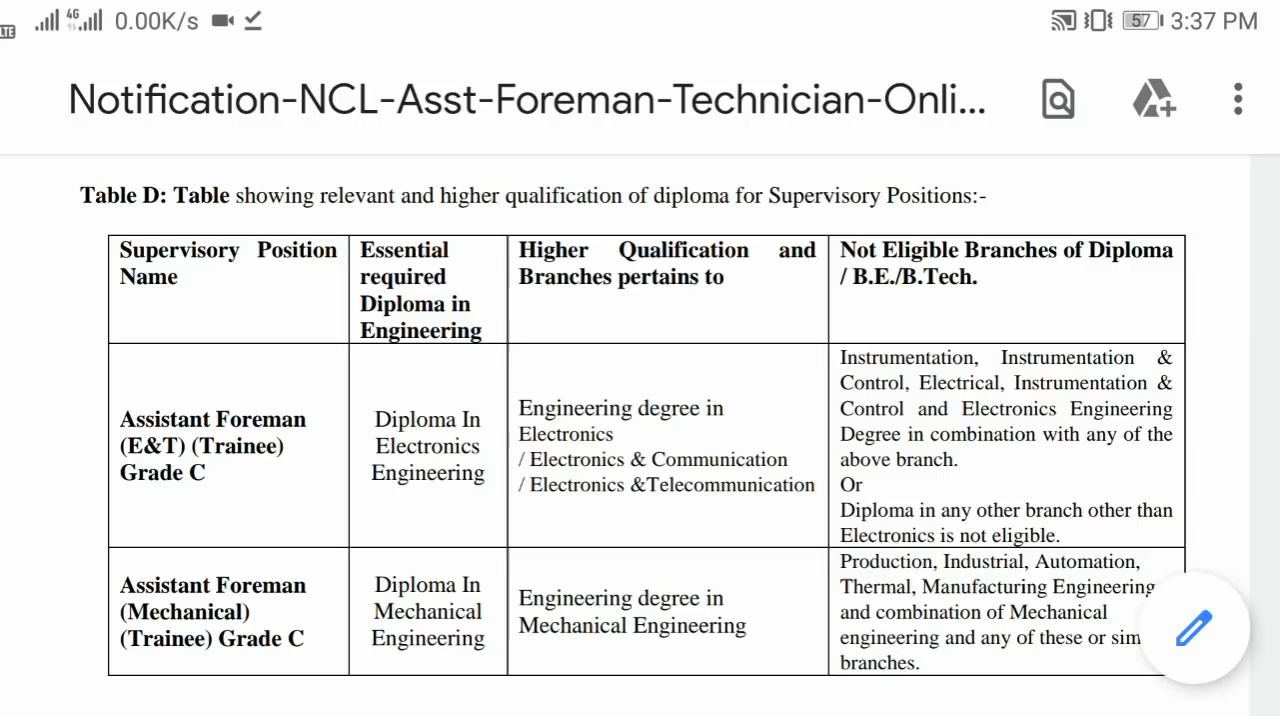 LTE 4G 0.00K/s 57 3:37 PM
Notification-NCL-Asst-Foreman-Technician-Onli...
Table D: Table showing relevant and higher qualification of diploma for Supervisory Positions:-
Supervisory Position
Name
Essential
required
Diploma in
Engineering
Higher Qualification and
Branches pertains to
Not Eligible Branches of Diploma
/ B.E./B.Tech.
Assistant Foreman
(E&T) (Trainee)
Grade C
Diploma In
Electronics
Engineering
Engineering degree in
Electronics
/ Electronics & Communication
/ Electronics &Telecommunication
Instrumentation, Instrumentation &
Control, Electrical, Instrumentation &
Control and Electronics Engineering
Degree in combination with any of the
above branch.
Or
Diploma in any other branch other than
Electronics is not eligible.
Assistant Foreman
(Mechanical)
(Trainee) Grade C
Diploma In
Mechanical
Engineering
Engineering degree in
Mechanical Engineering
Production, Industrial, Automation,
Thermal, Manufacturing Engineering
and combination of Mechanical
engineering and any of these or sim
branches.